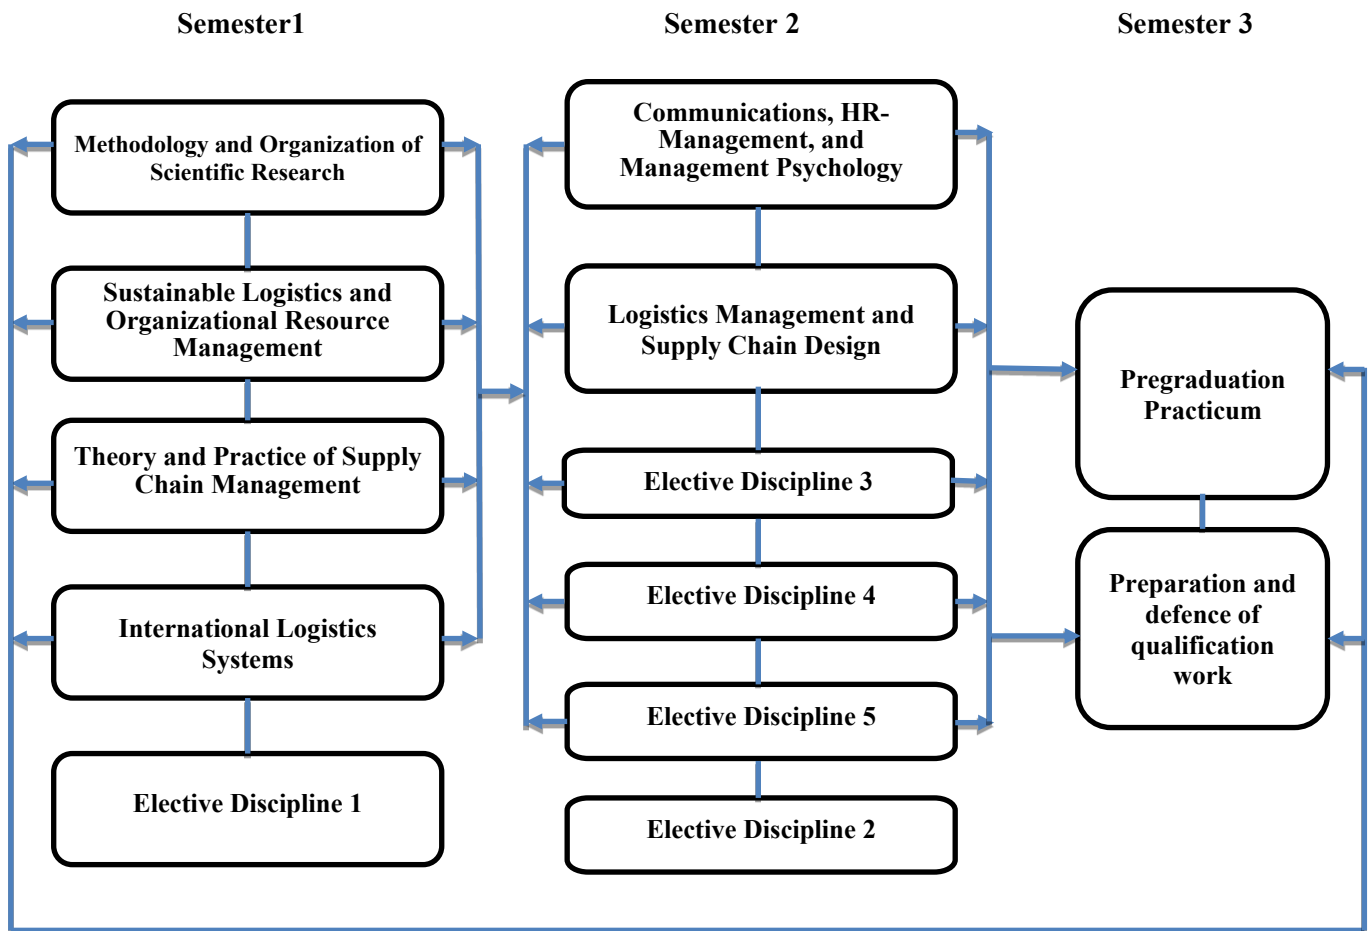 Semester1
Semester 2
Semester 3
Methodology and Organization of
Scientific Research
Sustainable Logistics and
Organizational Resource
Management
Theory and Practice of Supply
Chain Management
International Logistics
Systems
Elective Discipline 1
Communications, HR-
Management, and
Management Psychology
Logistics Management and
Supply Chain Design
Elective Discipline 3
Elective Discipline 4
Elective Discipline 5
Elective Discipline 2
Pregraduation
Practicum
Preparation and
defence of
qualification
work